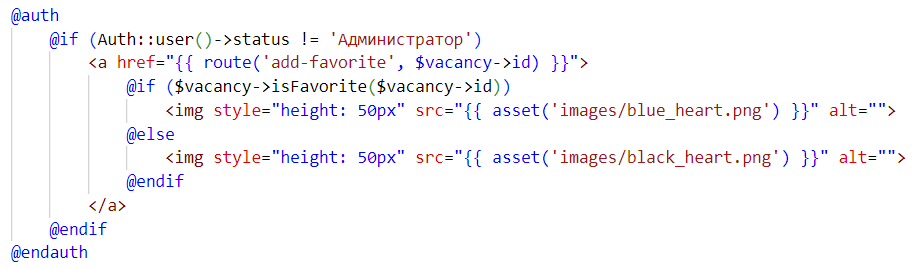 @auth
@if (Auth::user()->status != 'Администратор')
<a href="{{ route('add-favorite', $vacancy->id) }}">
@if ($vacancy->isFavorite($vacancy->id))
<img style="height: 50px" src="{{ asset('images/blue_heart.png') }}" alt="">
@else
<img style="height: 50px" src="{{ asset('images/black_heart.png') }}" alt="">
@endif
</a>
@endif
@endauth